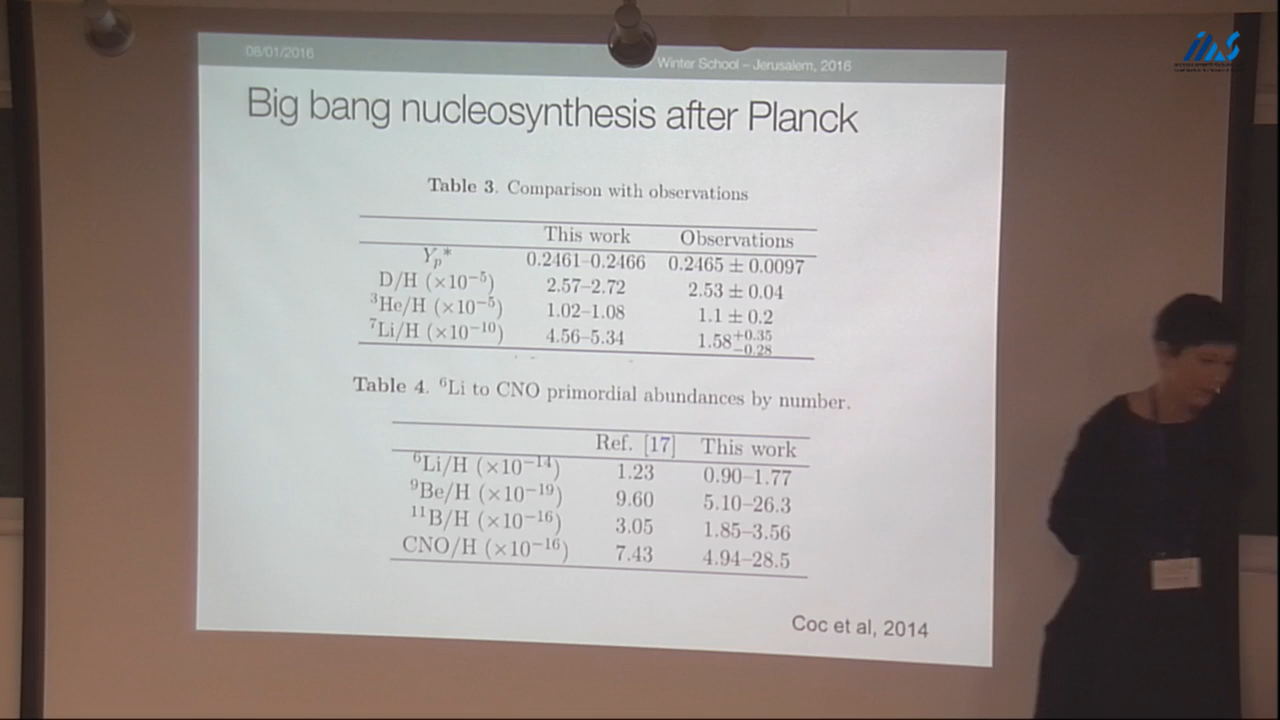 08/01/2016
Winter School – Jerusalem, 2016
Big bang nucleosynthesis after Planck
Table 3. Comparison with observations
This work Observations
Yₚ* 0.2461–0.2466 0.2465 ± 0.0097
D/H (×10⁻⁵) 2.57–2.72 2.53 ± 0.04
³He/H (×10⁻⁵) 1.02–1.08 1.1 ± 0.2
⁷Li/H (×10⁻¹⁰) 4.56–5.34 1.58 +0.35 −0.28
Table 4. ⁶Li to CNO primordial abundances by number.
Ref. [17] This work
⁶Li/H (×10⁻¹⁴) 1.23 0.90–1.77
⁹Be/H (×10⁻¹⁹) 9.60 5.10–26.3
¹¹B/H (×10⁻¹⁶) 3.05 1.85–3.56
CNO/H (×10⁻¹⁶) 7.43 4.94–28.5
Coc et al, 2014